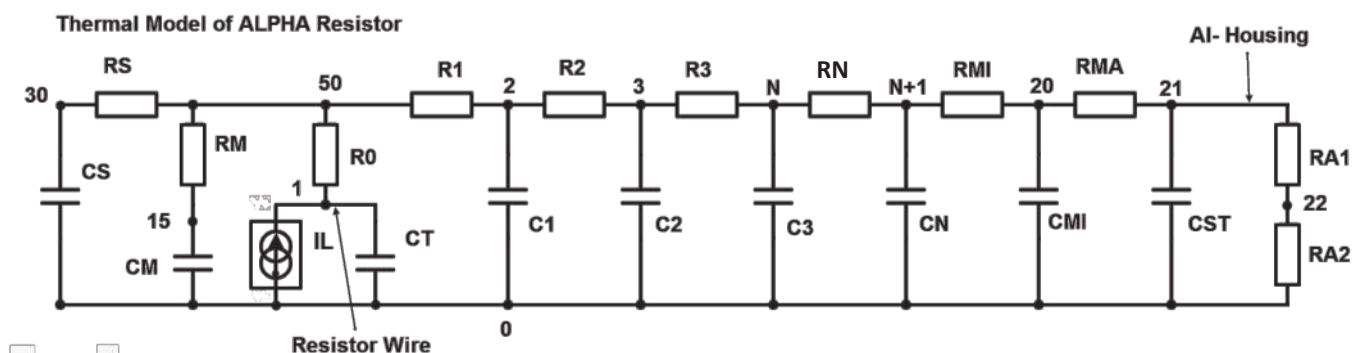 Thermal Model of ALPHA Resistor
Al- Housing
30 RS 50 R1 2 R2 3 R3 N RN N+1 RMI 20 RMA 21
RM R0 RA1
CS 1 22
15 IL CT C1 C2 C3 CN CMI CST
CM RA2
0
Resistor Wire